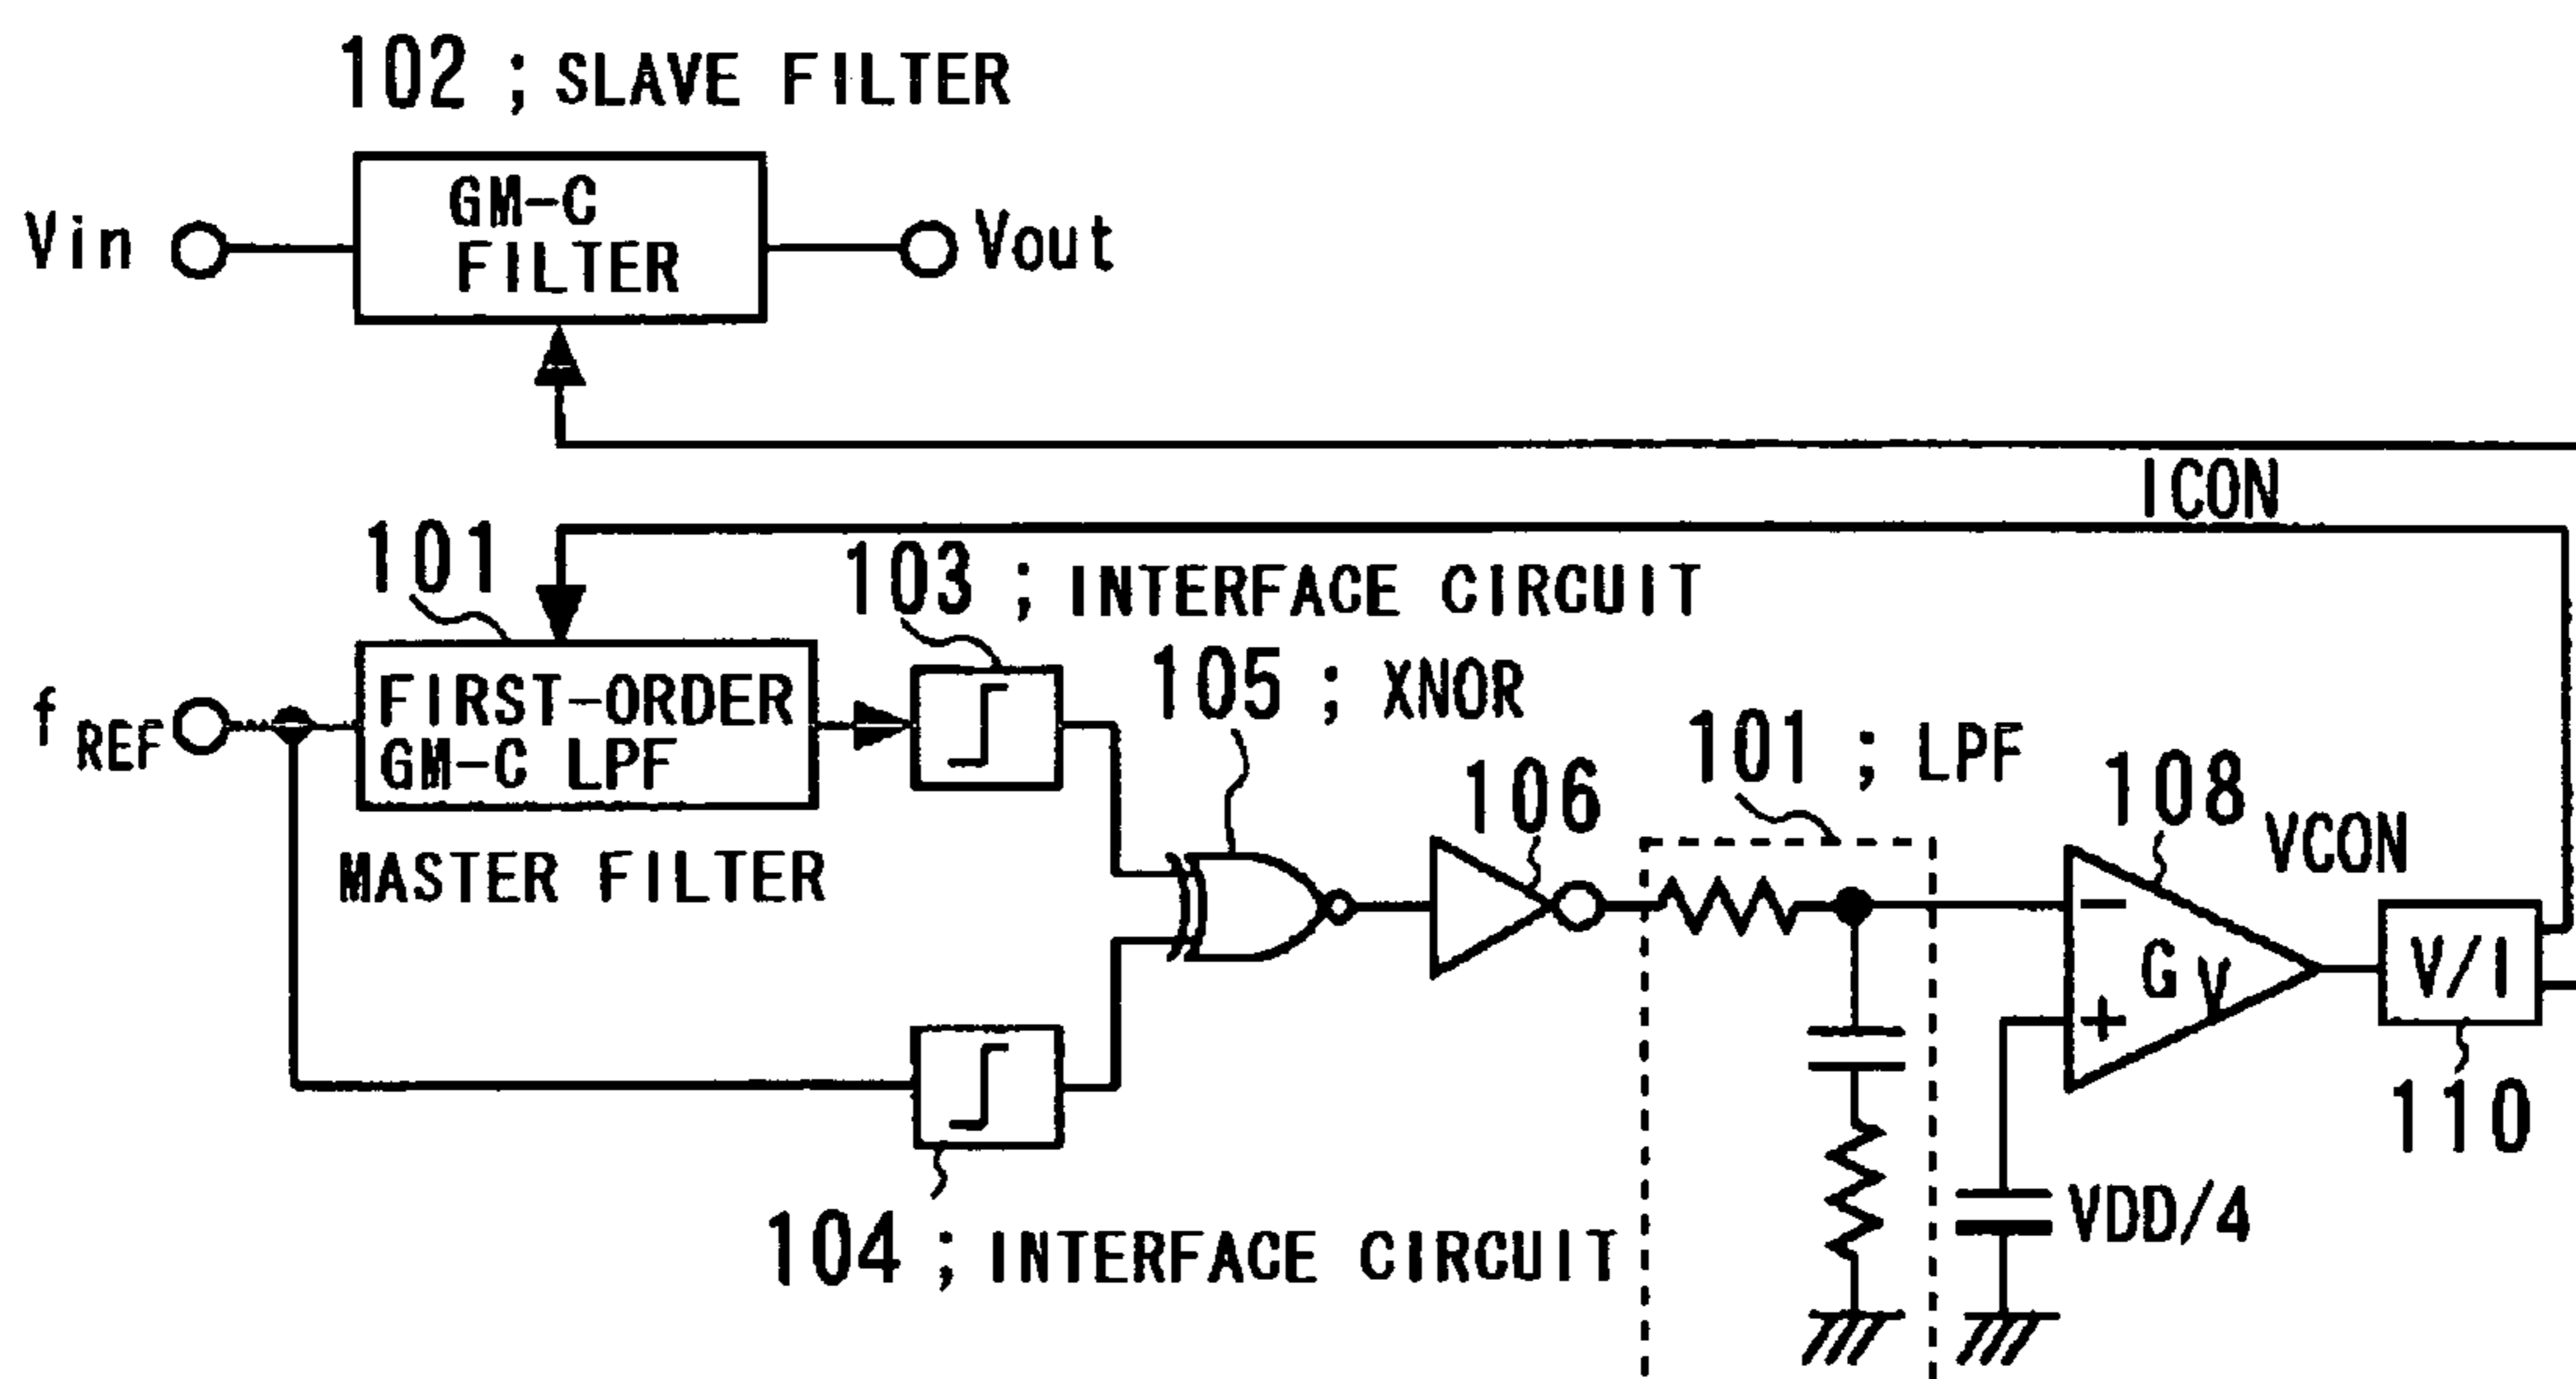 102 ; SLAVE FILTER
GM-C
FILTER
Vin
Vout
ICON
101
103 ; INTERFACE CIRCUIT
FIRST-ORDER
GM-C LPF
fREF
105 ; XNOR
101 ; LPF
106
108
VCON
MASTER FILTER
-
GV
+
V/I
110
VDD/4
104 ; INTERFACE CIRCUIT